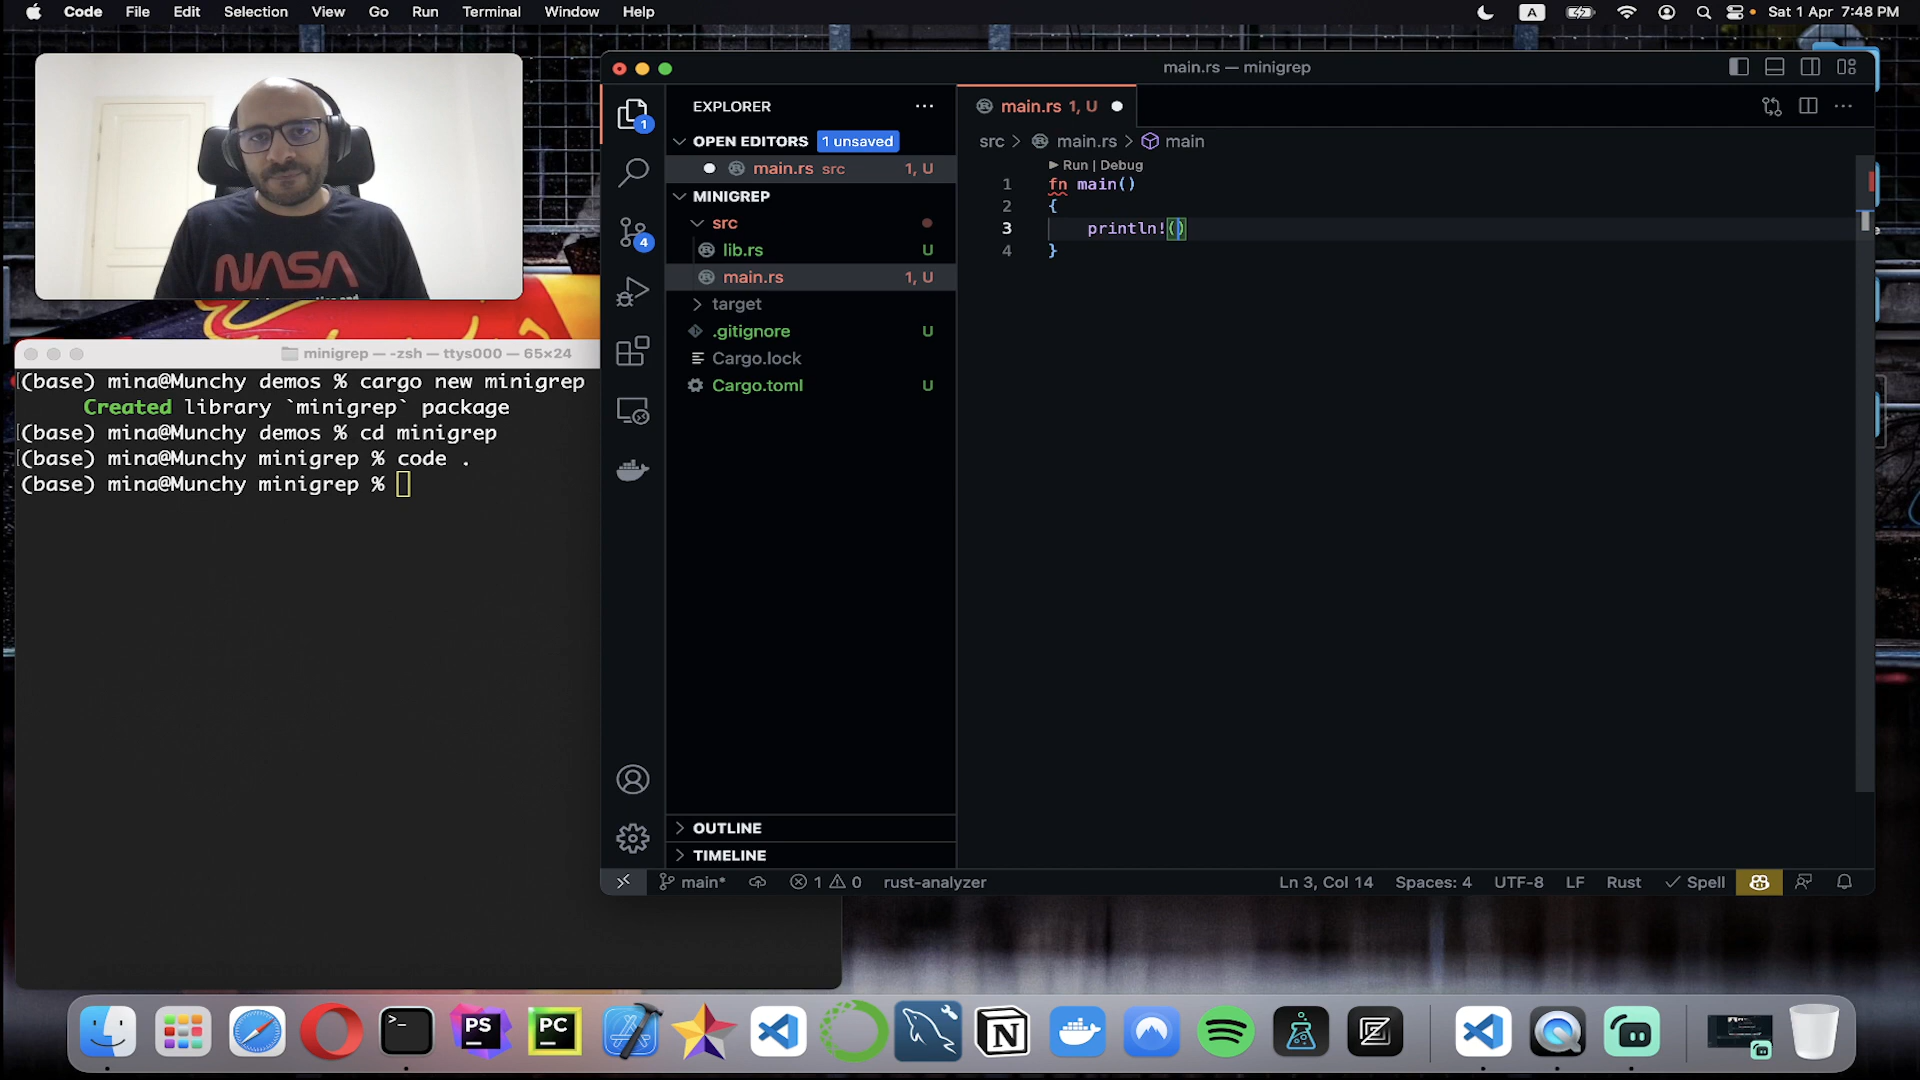 Code File Edit Selection View Go Run Terminal Window Help
A
Sat 1 Apr 7:48 PM
NASA
minigrep — -zsh — ttys000 — 65×24
(base) mina@Munchy demos % cargo new minigrep
Created library `minigrep` package
(base) mina@Munchy demos % cd minigrep
(base) mina@Munchy minigrep % code .
(base) mina@Munchy minigrep %
main.rs — minigrep
1
4
EXPLORER
OPEN EDITORS 1 unsaved
main.rs src 1, U
MINIGREP
src
lib.rs U
main.rs 1, U
target
.gitignore U
Cargo.lock
Cargo.toml U
OUTLINE
TIMELINE
main.rs 1, U
src > main.rs > main
Run | Debug
1 fn main()
2 {
3 println!()
4 }
main* 1 0 rust-analyzer
Ln 3, Col 14 Spaces: 4 UTF-8 LF Rust Spell
>_
PS
PC
N